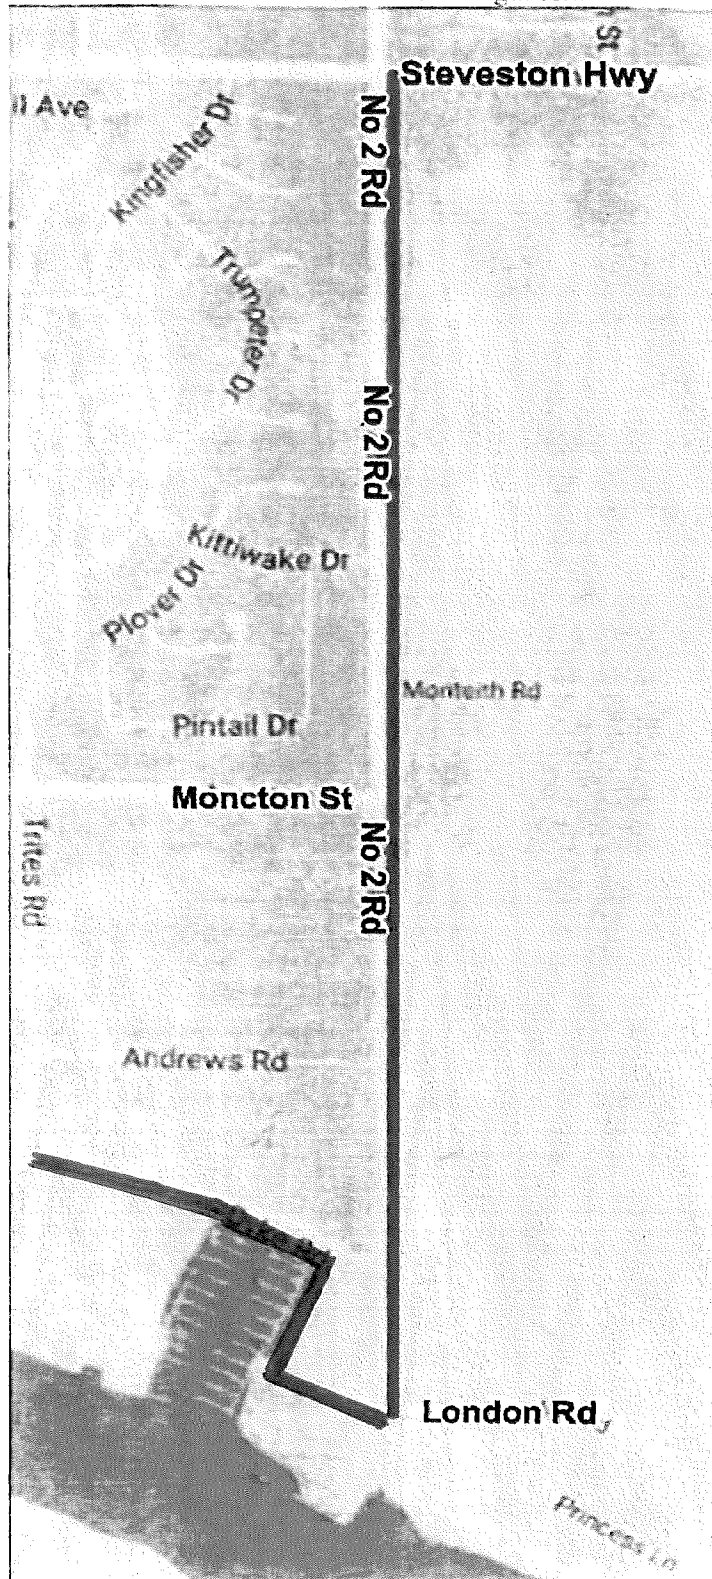 St
Steveston Hwy
Ave
No 2 Rd
Kingfisher Dr
Trumpeter Dr
No 2 Rd
Kittiwake Dr
Plover Dr
Monteith Rd
Pintail Dr
Moncton St
No 2 Rd
Trites Rd
Andrews Rd
London Rd
Princess Ln